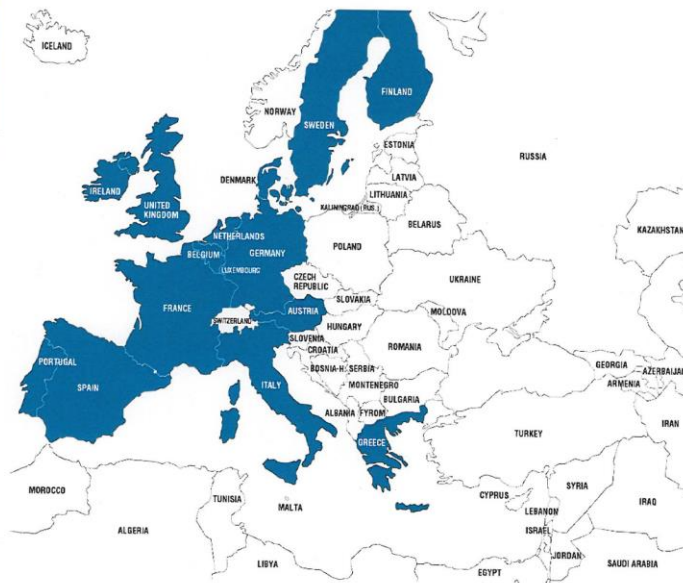 ICELAND
FINLAND
NORWAY
SWEDEN
ESTONIA
RUSSIA
LATVIA
DENMARK
LITHUANIA
IRELAND
KALININGRAD (RUS.)
UNITED
KINGDOM
BELARUS
KAZAKHSTAN
NETHERLANDS
POLAND
BELGIUM
GERMANY
LUXEMBOURG
CZECH
REPUBLIC
UKRAINE
SLOVAKIA
FRANCE
AUSTRIA
MOLDOVA
SWITZERLAND
HUNGARY
SLOVENIA
ROMANIA
CROATIA
PORTUGAL
BOSNIA-H.
SERBIA
GEORGIA
AZERBAIJAN
SPAIN
ITALY
MONTENEGRO
ARMENIA
BULGARIA
ALBANIA
FYROM
IRAN
TURKEY
GREECE
MOROCCO
TUNISIA
CYPRUS
SYRIA
IRAQ
MALTA
LEBANON
ALGERIA
ISRAEL
JORDAN
LIBYA
EGYPT
SAUDI ARABIA